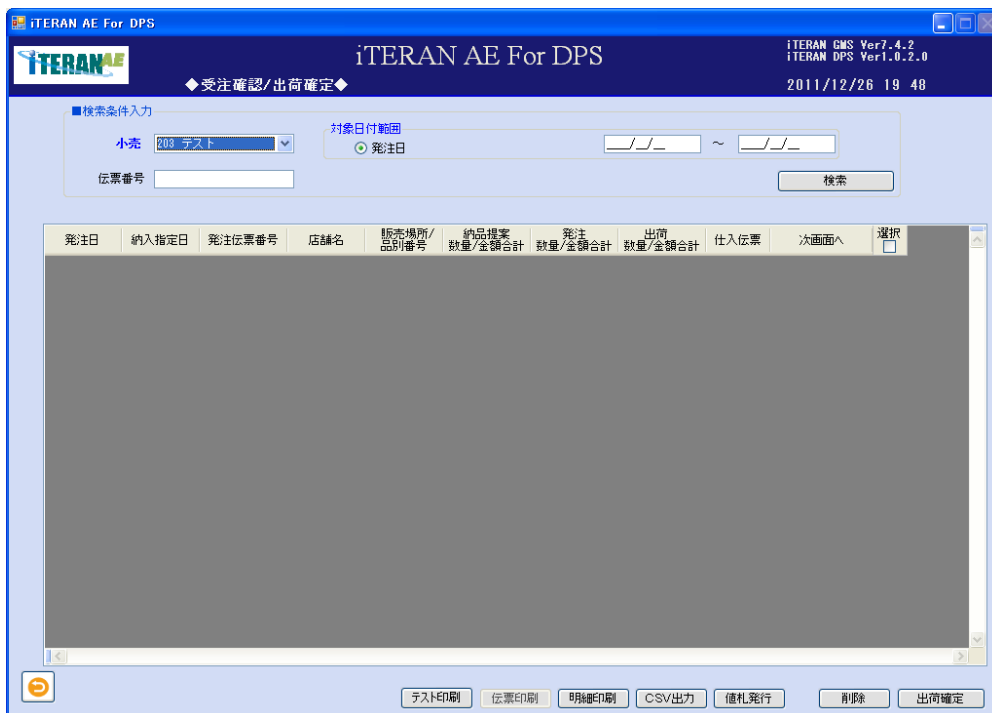 iTERAN AE For DPS
iTERAN AE
iTERAN AE For DPS
iTERAN GMS Ver7.4.2
iTERAN DPS Ver1.0.2.0
◆受注確認/出荷確定◆
2011/12/26 19 48
■検索条件入力
小売 203 テスト
対象日付範囲
発注日 __/_/_ ～ __/_/_
伝票番号
検索
発注日 納入指定日 発注伝票番号 店舗名 販売場所/ 納品提案 発注 出荷 仕入伝票 次画面へ 選択
品別番号 数量/金額合計 数量/金額合計 数量/金額合計
テスト印刷 伝票印刷 明細印刷 CSV出力 値札発行 削除 出荷確定